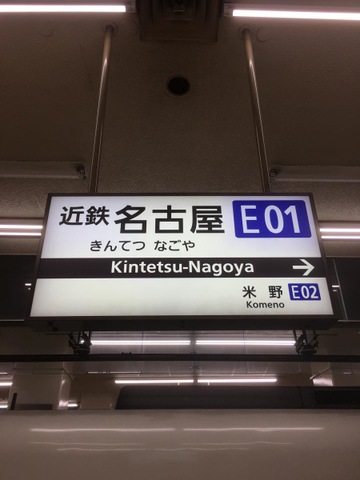 近鉄 名古屋 E01
きんてつ なごや
Kintetsu-Nagoya →
米野 E02
Komeno